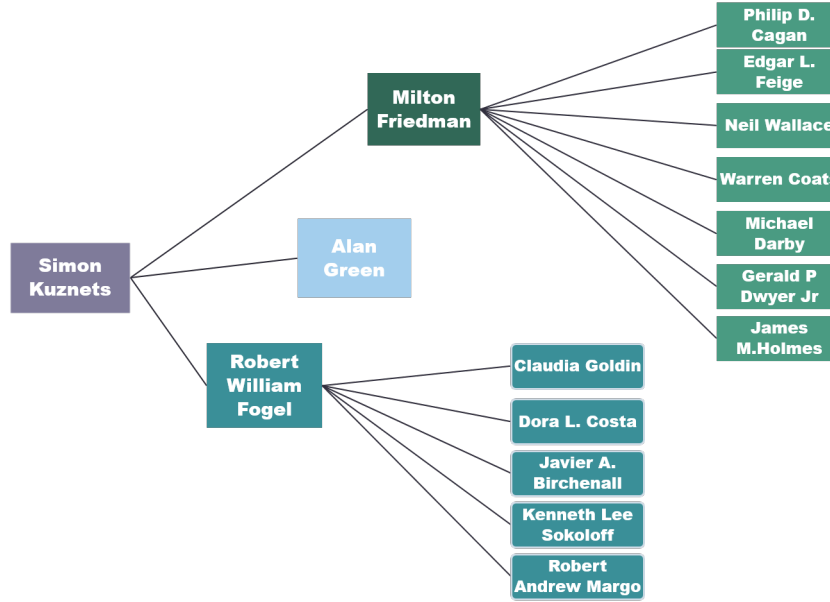 Philip D.
Cagan
Edgar L.
Feige
Milton
Friedman
Neil Wallace
Warren Coats
Michael
Darby
Alan
Green
Simon
Kuznets
Gerald P
Dwyer Jr
James
M.Holmes
Robert
William
Fogel
Claudia Goldin
Dora L. Costa
Javier A.
Birchenall
Kenneth Lee
Sokoloff
Robert
Andrew Margo